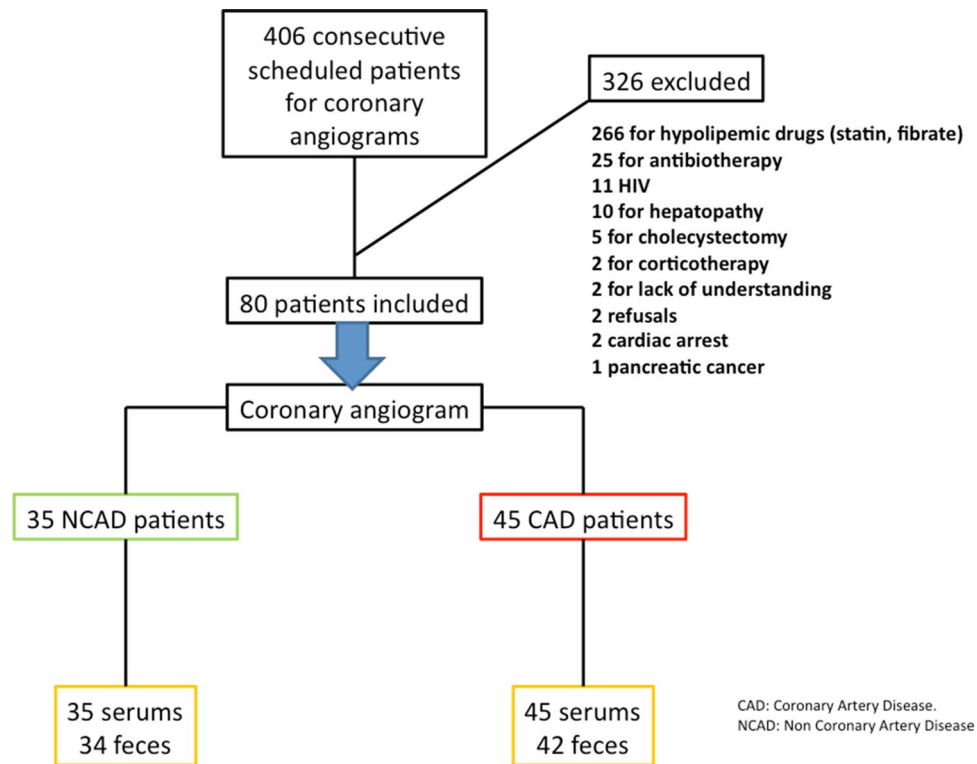 406 consecutive
scheduled patients
for coronary
angiograms
326 excluded
266 for hypolipemic drugs (statin, fibrate)
25 for antibiotherapy
11 HIV
10 for hepatopathy
5 for cholecystectomy
2 for corticotherapy
2 for lack of understanding
2 refusals
2 cardiac arrest
1 pancreatic cancer
80 patients included
Coronary angiogram
35 NCAD patients
45 CAD patients
35 serums
34 feces
45 serums
42 feces
CAD: Coronary Artery Disease.
NCAD: Non Coronary Artery Disease